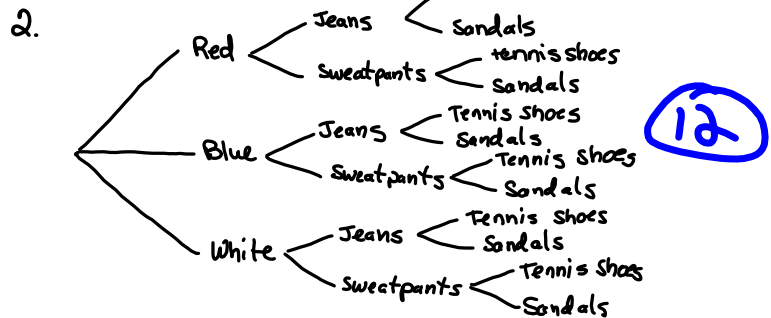 2.
Jeans
Sandals
Red
tennis shoes
Sweatpants
Sandals
Tennis shoes
Jeans
Sandals
Blue
Tennis shoes
Sweatpants
Sandals
12
Tennis shoes
Jeans
Sandals
White
Tennis shoes
Sweatpants
Sandals